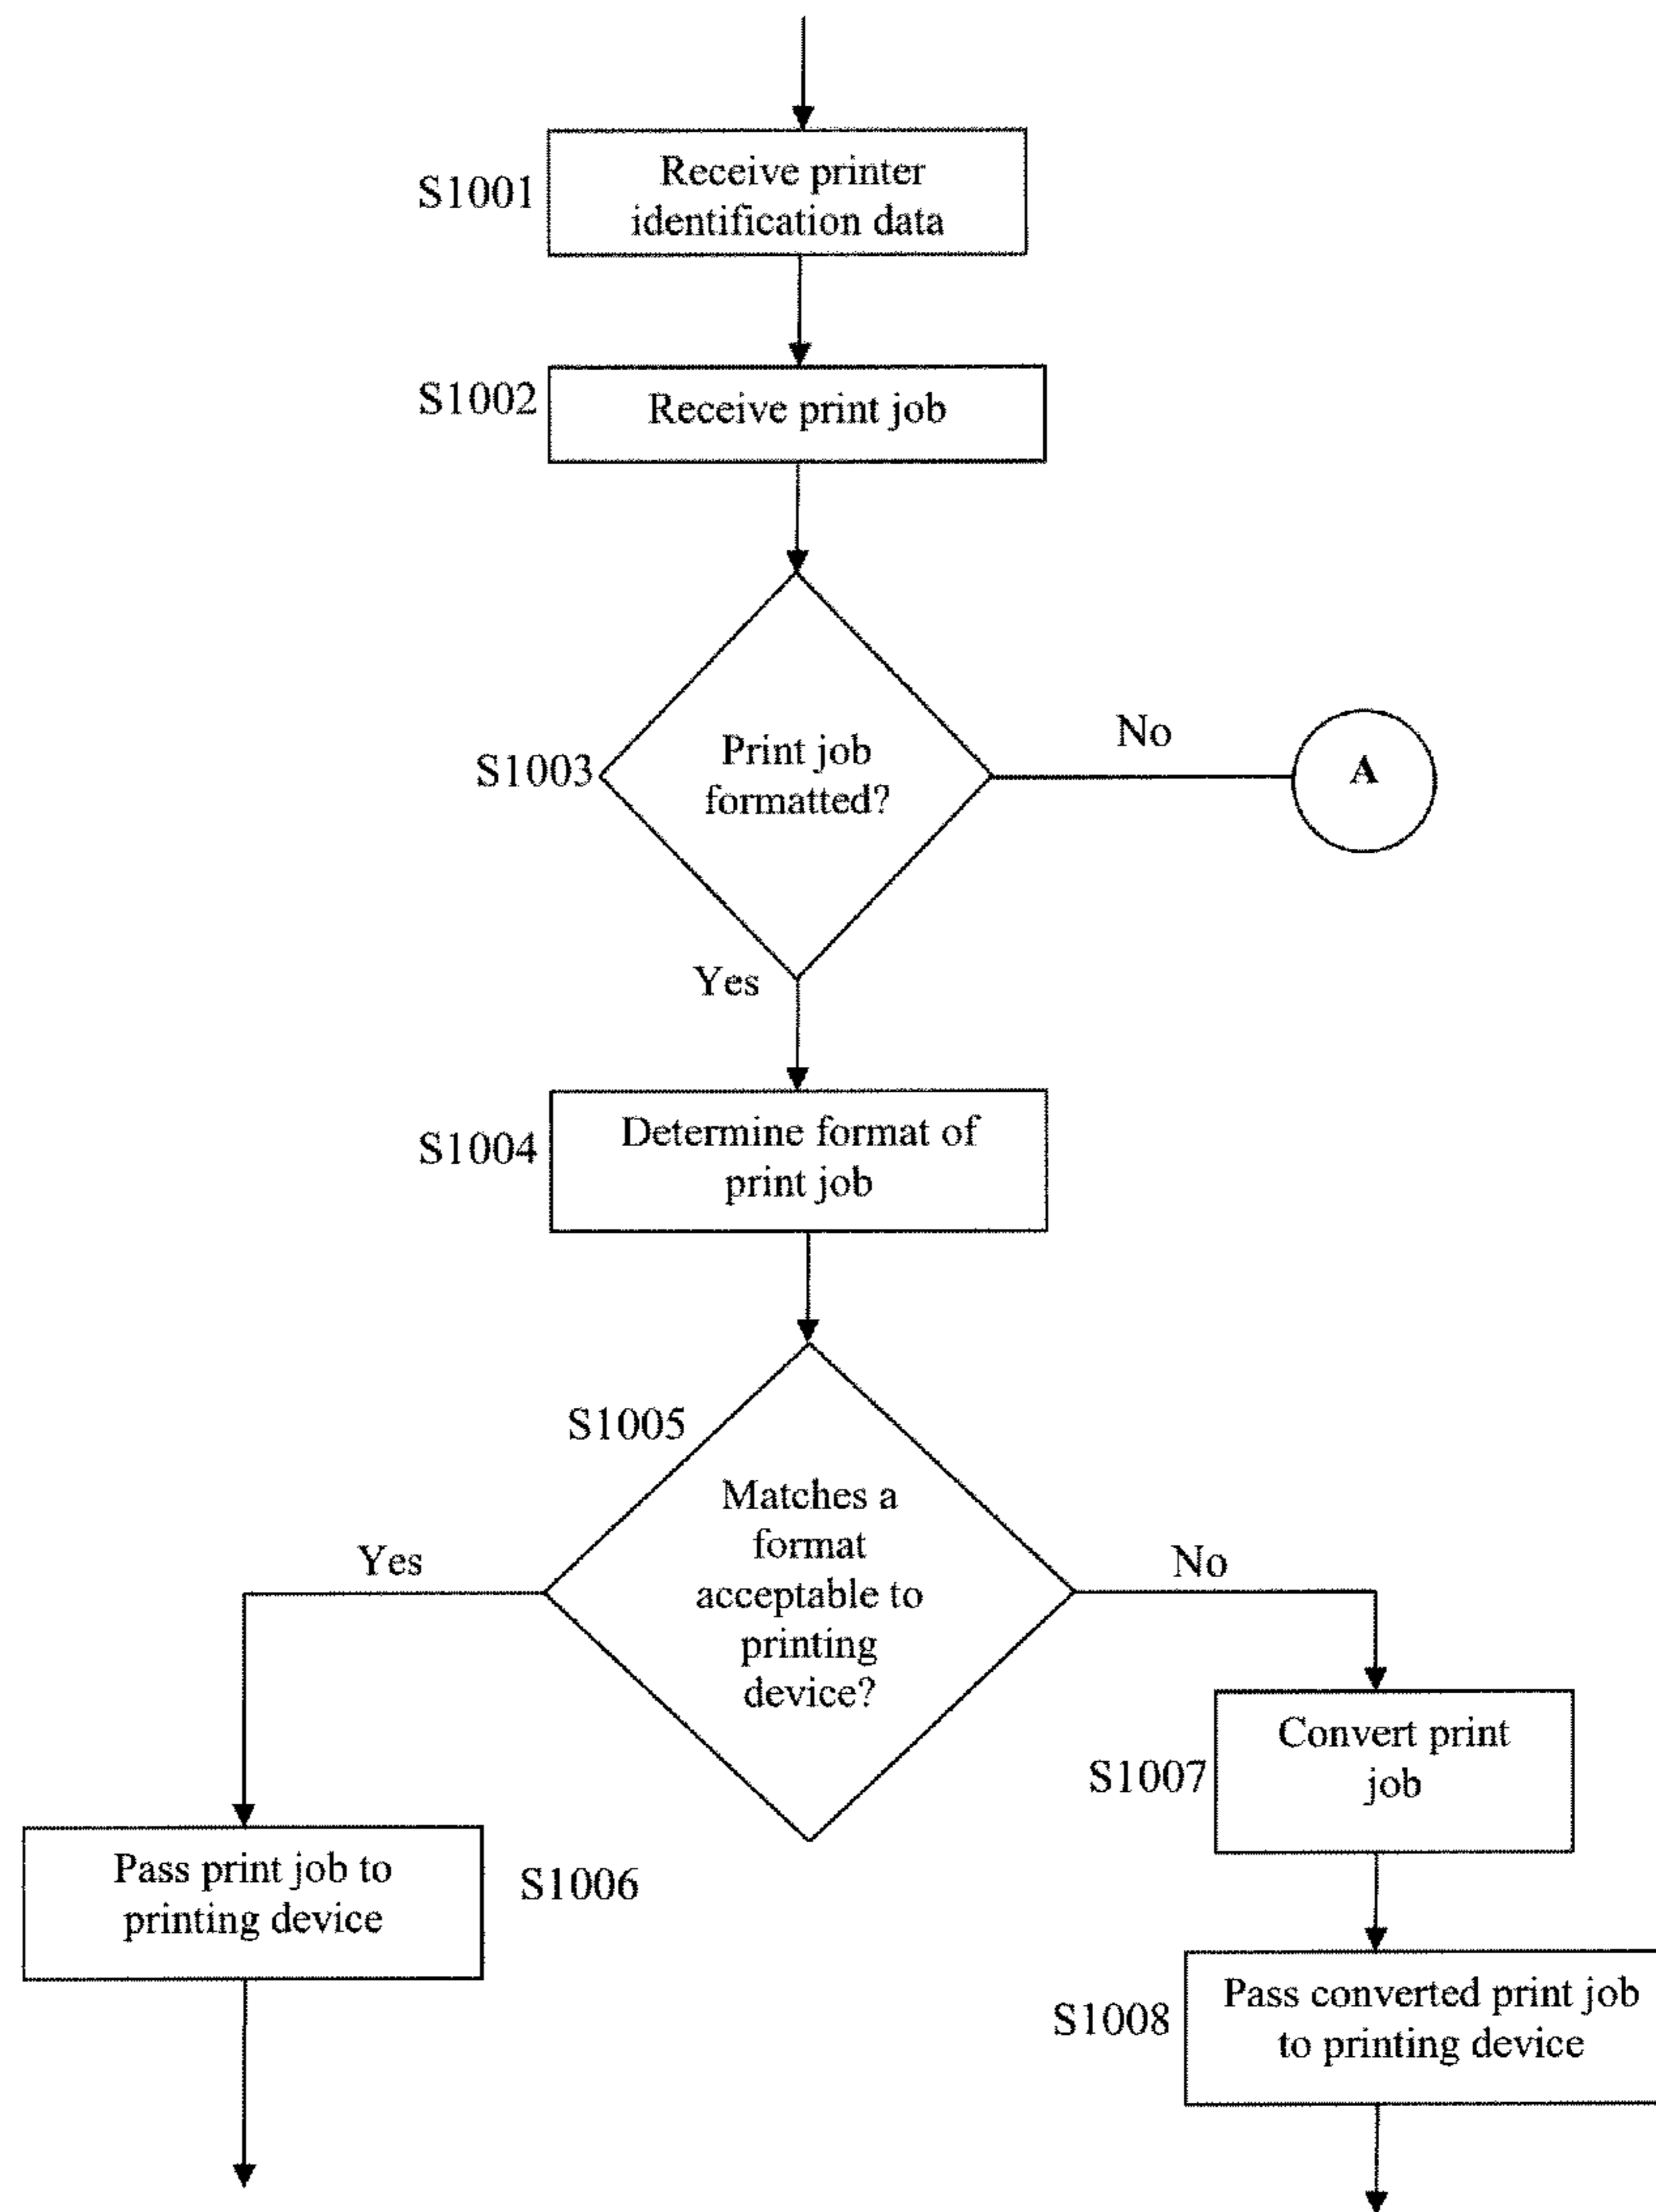 S1001
Receive printer
identification data
S1002
Receive print job
S1003
Print job
formatted?
No
A
Yes
S1004
Determine format of
print job
S1005
Matches a
format
acceptable to
printing
device?
Yes
No
S1007
Convert print
job
Pass print job to
printing device
S1006
S1008
Pass converted print job
to printing device